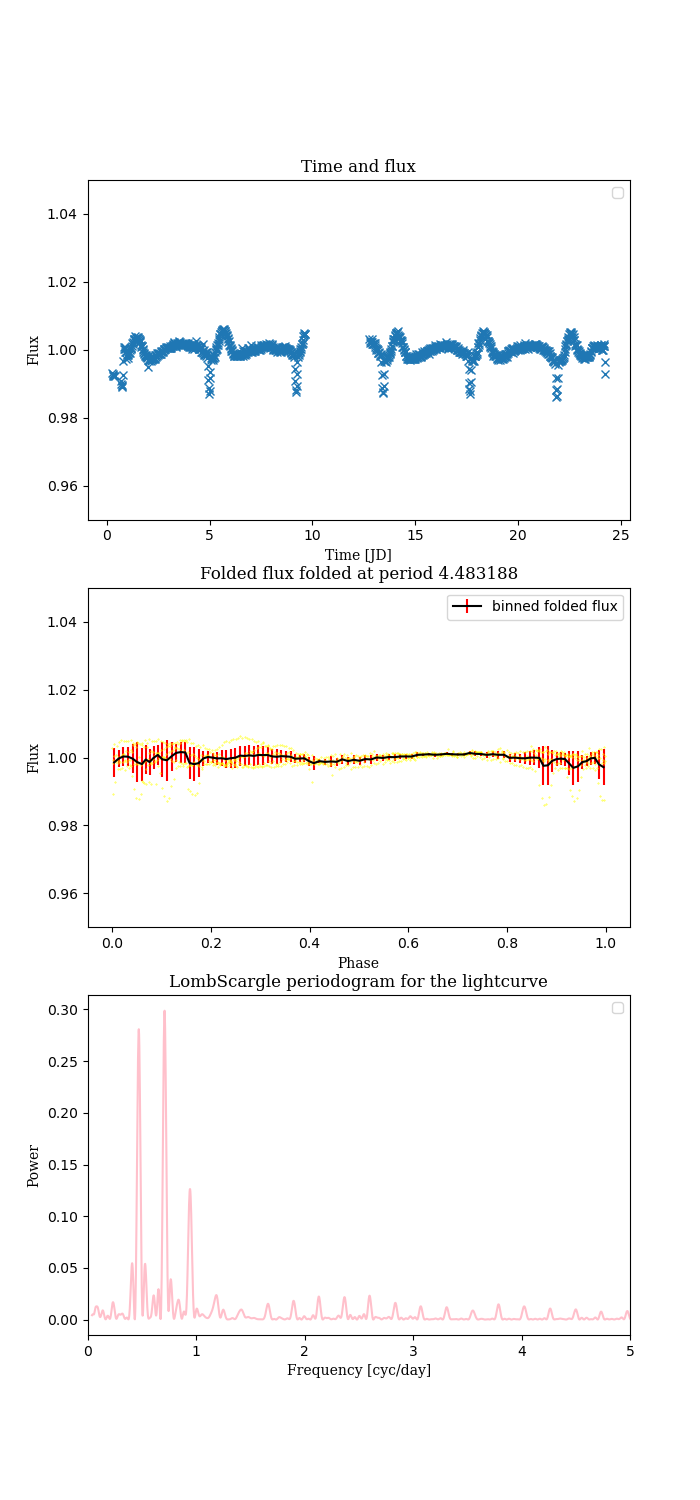 Time and flux
1.04
1.02
1.00
0.98
0.96
Flux
0 5 10 15 20 25
Time [JD]
Folded flux folded at period 4.483188
binned folded flux
1.04
1.02
1.00
0.98
0.96
Flux
0.0 0.2 0.4 0.6 0.8 1.0
Phase
LombScargle periodogram for the lightcurve
0.30
0.25
0.20
0.15
0.10
0.05
0.00
Power
0 1 2 3 4 5
Frequency [cyc/day]